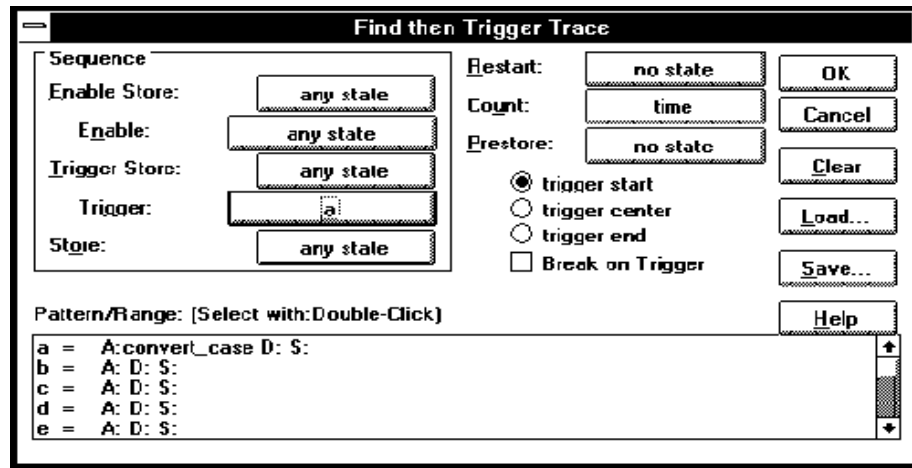 Find then Trigger Trace
Sequence
Enable Store: any state
Enable: any state
Trigger Store: any state
Trigger: a
Store: any state
Restart: no state
Count: time
Prestore: no state
trigger start
trigger center
trigger end
Break on Trigger
OK
Cancel
Clear
Load...
Save...
Help
Pattern/Range: (Select with:Double-Click)
a = A:convert_case D: S:
b = A: D: S:
c = A: D: S:
d = A: D: S:
e = A: D: S: